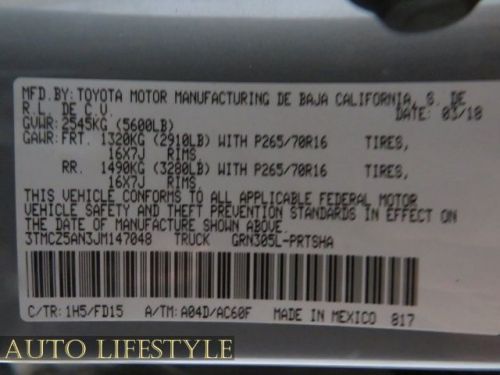 MFD.BY: TOYOTA MOTOR MANUFACTURING DE BAJA CALIFORNIA, S. DE
R.L. DE C.V. DATE: 03/18
GVWR: 2545KG (5600LB)
GAWR: FRT. 1320KG (2910LB) WITH P265/70R16 TIRES,
16X7J RIMS.
RR. 1490KG (3280LB) WITH P265/70R16 TIRES,
16X7J RIMS.
THIS VEHICLE CONFORMS TO ALL APPLICABLE FEDERAL MOTOR
VEHICLE SAFETY AND THEFT PREVENTION STANDARDS IN EFFECT ON
THE DATE OF MANUFACTURE SHOWN ABOVE.
3TMCZ5AN3JM147048 TRUCK GRN305L-PRTSHA
C/TR: 1H5/FD15 A/TM: A04D/AC60F MADE IN MEXICO 817
AUTO LIFESTYLE